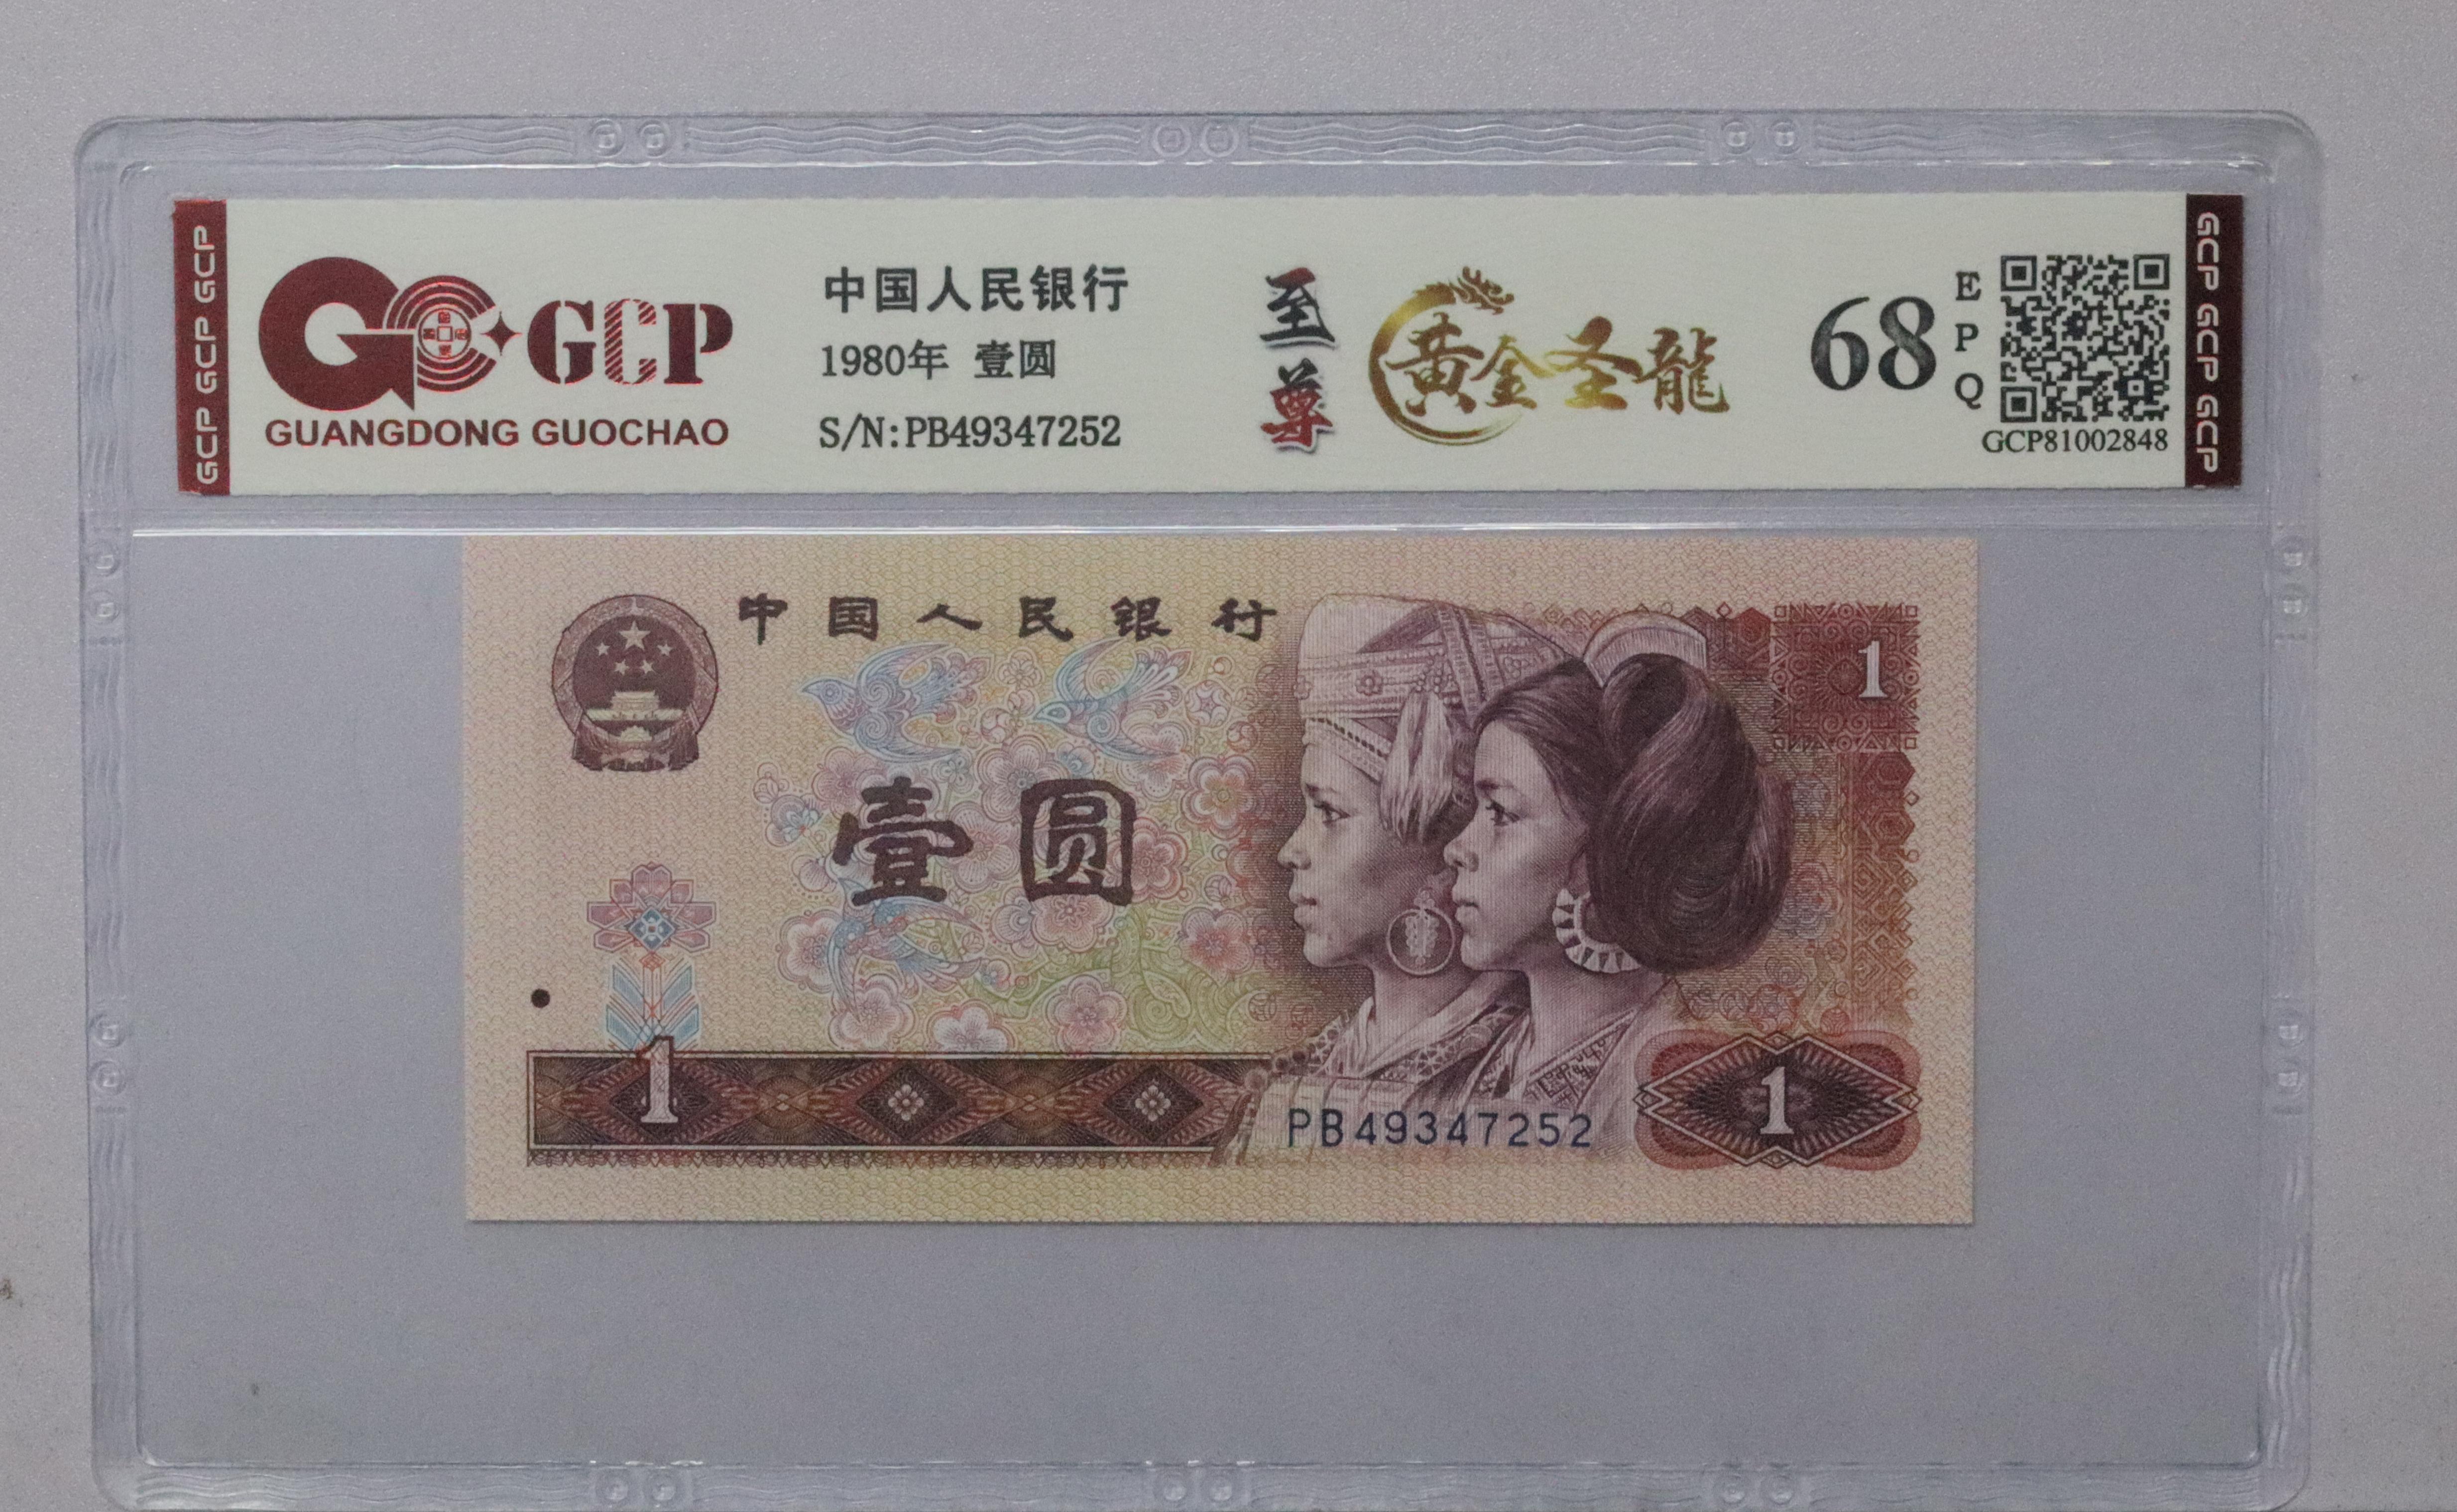 GCP GCP GCP
GCP
GUANGDONG GUOCHAO
中国人民银行
1980年 壹圆
S/N:PB49347252
至尊
黄金圣龍
68
EPQ
GCP81002848
GCP GCP GCP
中国人民银行
1
壹圆
1
PB49347252
1